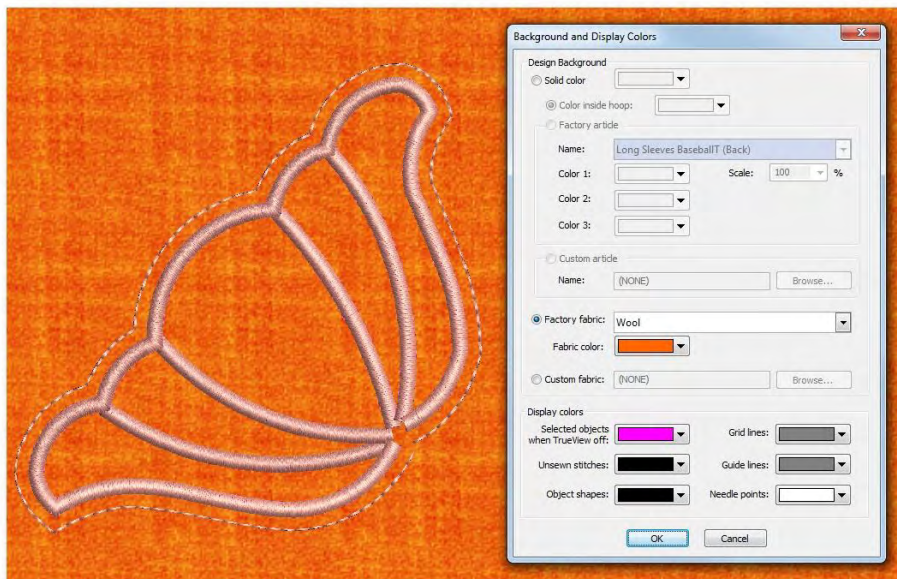 Background and Display Colors
Design Background
Solid color
Color inside hoop:
Factory article
Name: Long Sleeves BaseballT (Back)
Color 1: Scale: 100 %
Color 2:
Color 3:
Custom article
Name: (NONE) Browse...
Factory fabric: Wool
Fabric color:
Custom fabric: (NONE) Browse...
Display colors
Selected objects
when TrueView off: Grid lines:
Unsewn stitches: Guide lines:
Object shapes: Needle points:
OK Cancel